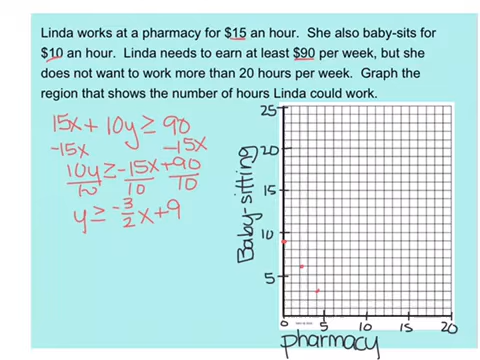 Linda works at a pharmacy for $15 an hour. She also baby-sits for
$10 an hour. Linda needs to earn at least $90 per week, but she
does not want to work more than 20 hours per week. Graph the
region that shows the number of hours Linda could work.
15x + 10y ≥ 90
-15x -15x
10y ≥ -15x + 90
10 10 10
y ≥ -3/2 x + 9
Baby-sitting
25
20
15
10
5
0 5 10 15 20
pharmacy